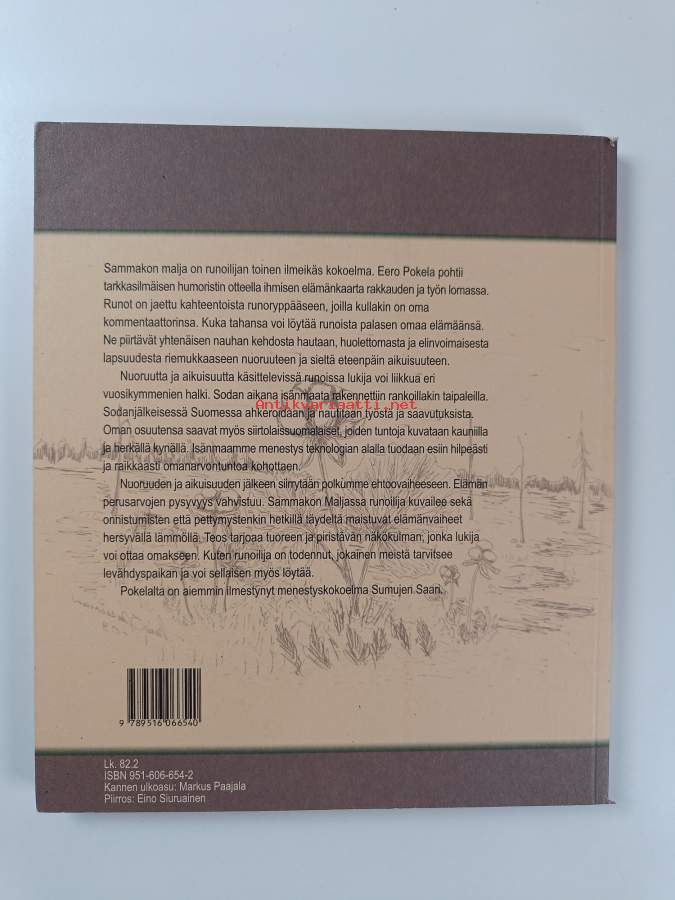 Sammakon malja on runoilijan toinen ilmeikäs kokoelma. Eero Pokela pohtii
tarkkasilmäisen humoristin otteella ihmisen elämänkaarta rakkauden ja työn lomassa.
Runot on jaettu kahteentoista runoryppääseen, joilla kullakin on oma
kommentaattorinsa. Kuka tahansa voi löytää runoista palasen omaa elämäänsä.
Ne piirtävät yhtenäisen nauhan kehdosta hautaan, huolettomasta ja elinvoimaisesta
lapsuudesta riemukkaaseen nuoruuteen ja sieltä eteenpäin aikuisuuteen.
Nuoruutta ja aikuisuutta käsittelevissä runoissa lukija voi liikkua eri
vuosikymmenien halki. Sodan aikana isänmaata rakennettiin rankoillakin taipaleilla.
Antikvariaatti.net
Sodanjälkeisessä Suomessa ahkeroidaan ja nautitaan työstä ja saavutuksista.
Oman osuutensa saavat myös siirtolaissuomalaiset, joiden tuntoja kuvataan kauniilla
ja herkällä kynällä. Isänmaamme menestys teknologian alalla tuodaan esiin hilpeästi
ja raikkaasti omanarvontuntoa kohottaen.
Nuoruuden ja aikuisuuden jälkeen siirrytään polkumme ehtoovaiheeseen. Elämän
perusarvojen pysyvyys vahvistuu. Sammakon Maljassa runoilija kuvailee sekä
onnistumisten että pettymystenkin hetkillä täydeltä maistuvat elämänvaiheet
hersyvällä lämmöllä. Teos tarjoaa tuoreen ja piristävän näkökulman, jonka lukija
voi ottaa omakseen. Kuten runoilija on todennut, jokainen meistä tarvitsee
levähdyspaikan ja voi sellaisen myös löytää.
Pokelalta on aiemmin ilmestynyt menestyskokoelma Sumujen Saari.
9 789516 066540
Lk. 82.2
ISBN 951-606-654-2
Kannen ulkoasu: Markus Paajala
Piirros: Eino Siuruainen